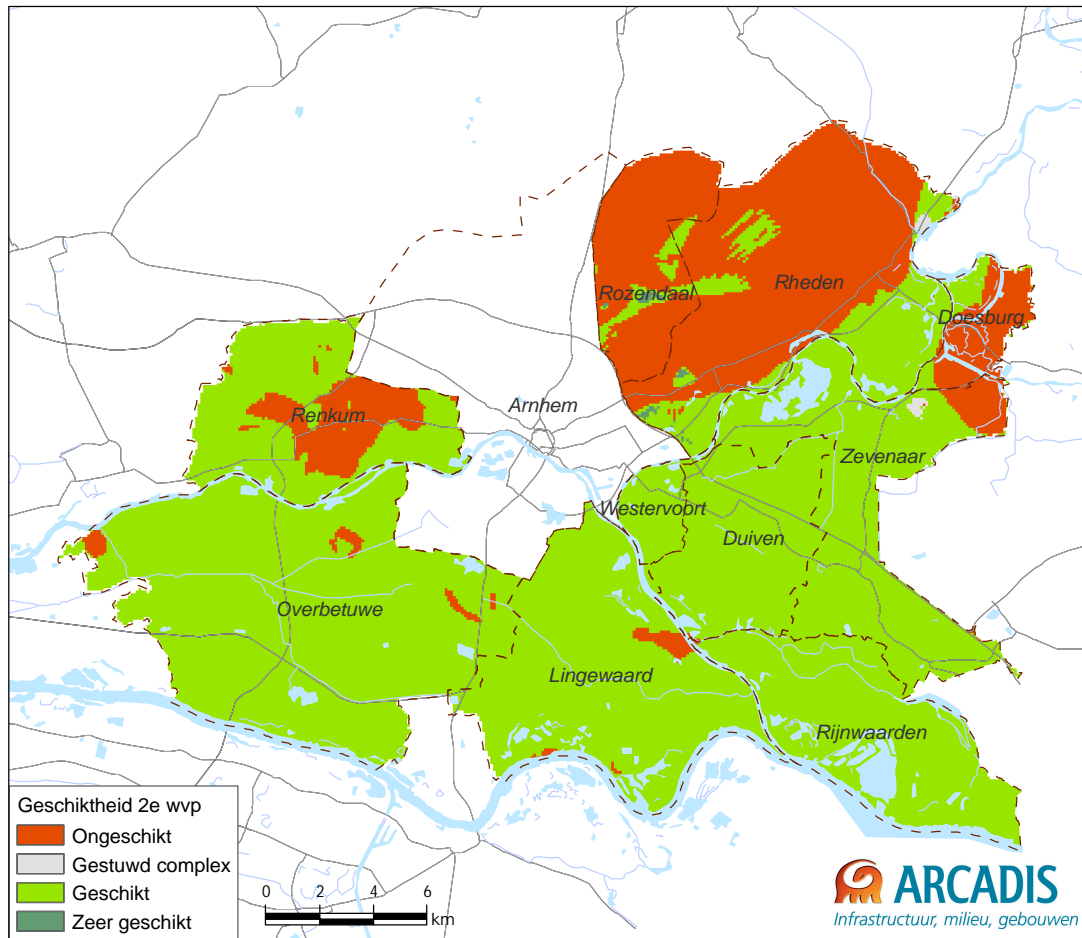 Rozendaal
Rheden
Doesburg
Arnhem
Renkum
Zevenaar
Westervoort
Duiven
Overbetuwe
Lingewaard
Rijnwaarden
Geschiktheid 2e wvp
Ongeschikt
Gestuwd complex
Geschikt
Zeer geschikt
0 2 4 6
km
ARCADIS
Infrastructuur, milieu, gebouwen